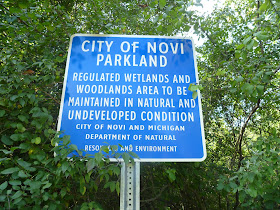 CITY OF NOVI
PARKLAND
REGULATED WETLANDS AND
WOODLANDS AREA TO BE
MAINTAINED IN NATURAL AND
UNDEVELOPED CONDITION
CITY OF NOVI AND MICHIGAN
DEPARTMENT OF NATURAL
RESOURCES AND ENVIRONMENT